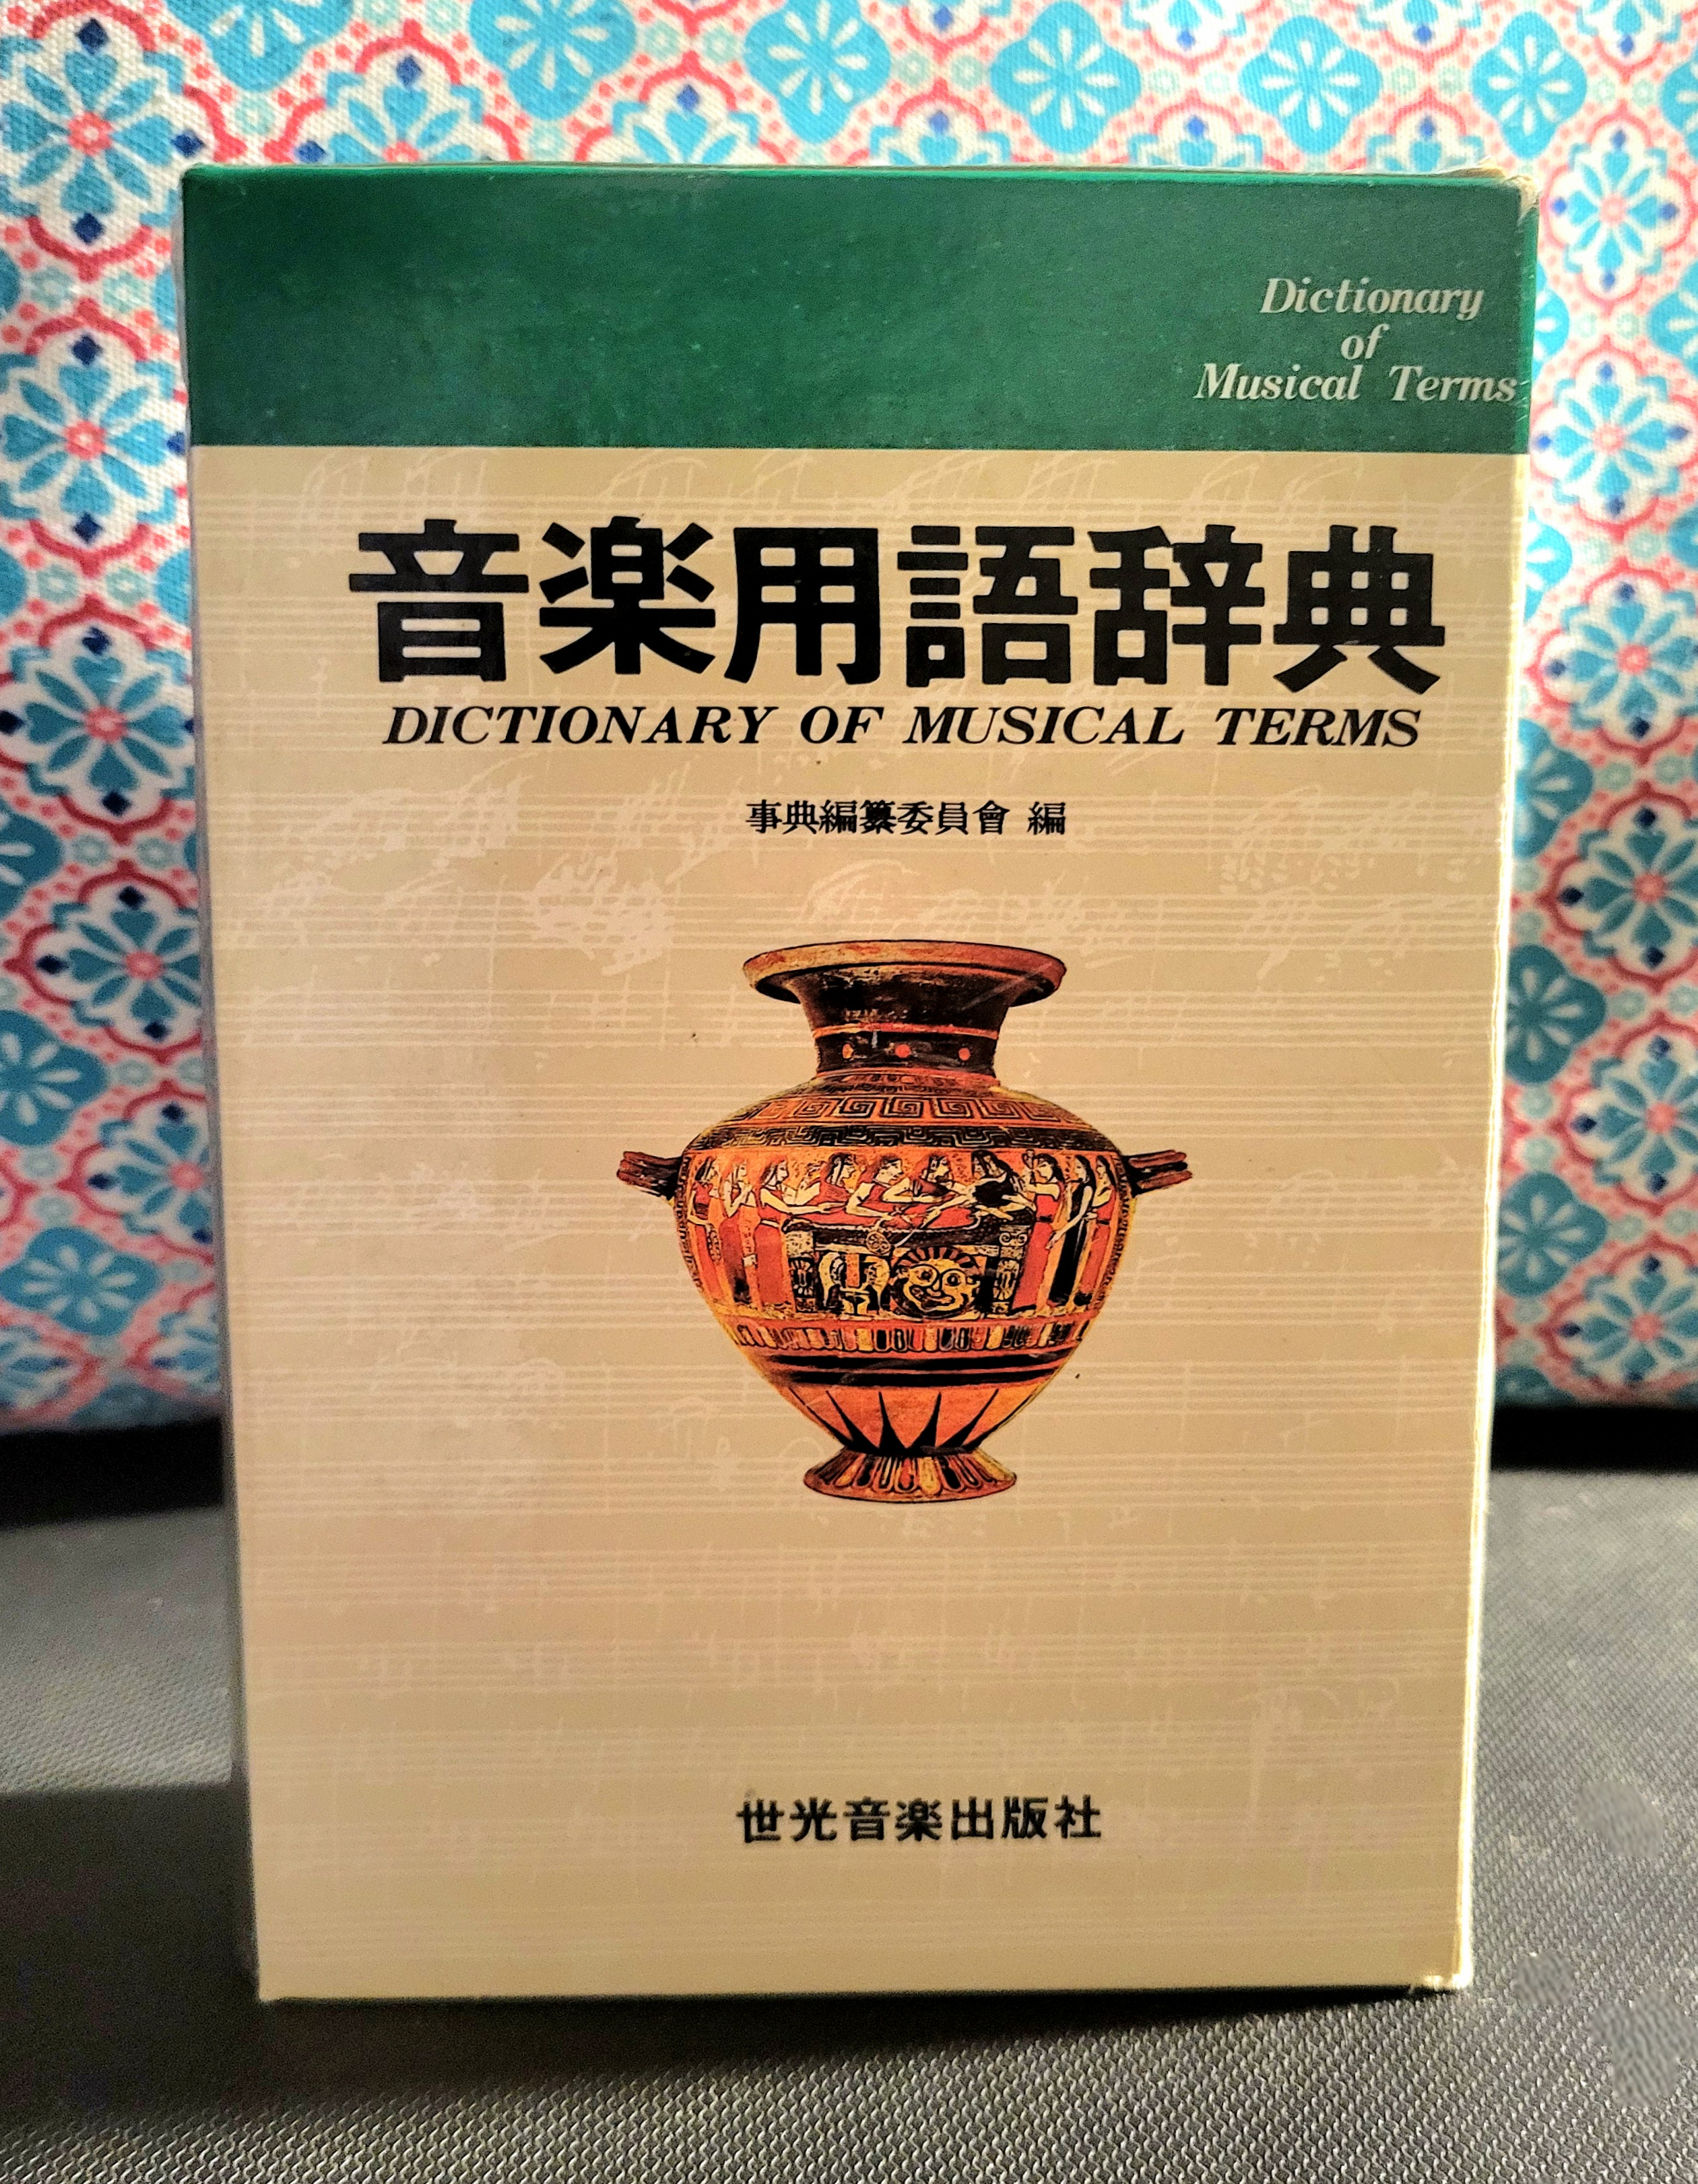 Dictionary
of
Musical Terms
音楽用語辞典
DICTIONARY OF MUSICAL TERMS
事典編纂委員會 編
世光音楽出版社